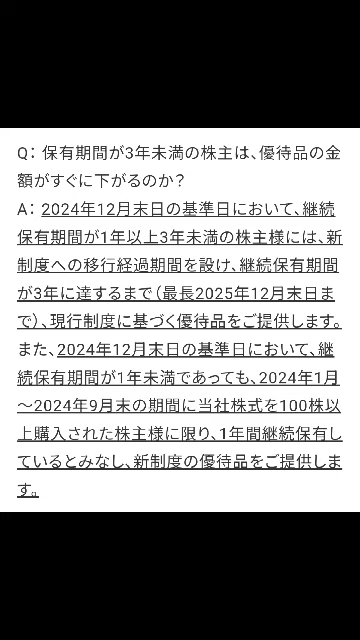 Q： 保有期間が3年未満の株主は、優待品の金
額がすぐに下がるのか？
A： 2024年12月末日の基準日において、継続
保有期間が1年以上3年未満の株主様には、新
制度への移行経過期間を設け、継続保有期間
が3年に達するまで（最長2025年12月末日ま
で）、現行制度に基づく優待品をご提供します。
また、2024年12月末日の基準日において、継
続保有期間が1年未満であっても、2024年1月
～2024年9月末の期間に当社株式を100株以
上購入された株主様に限り、1年間継続保有し
ているとみなし、新制度の優待品をご提供しま
す。